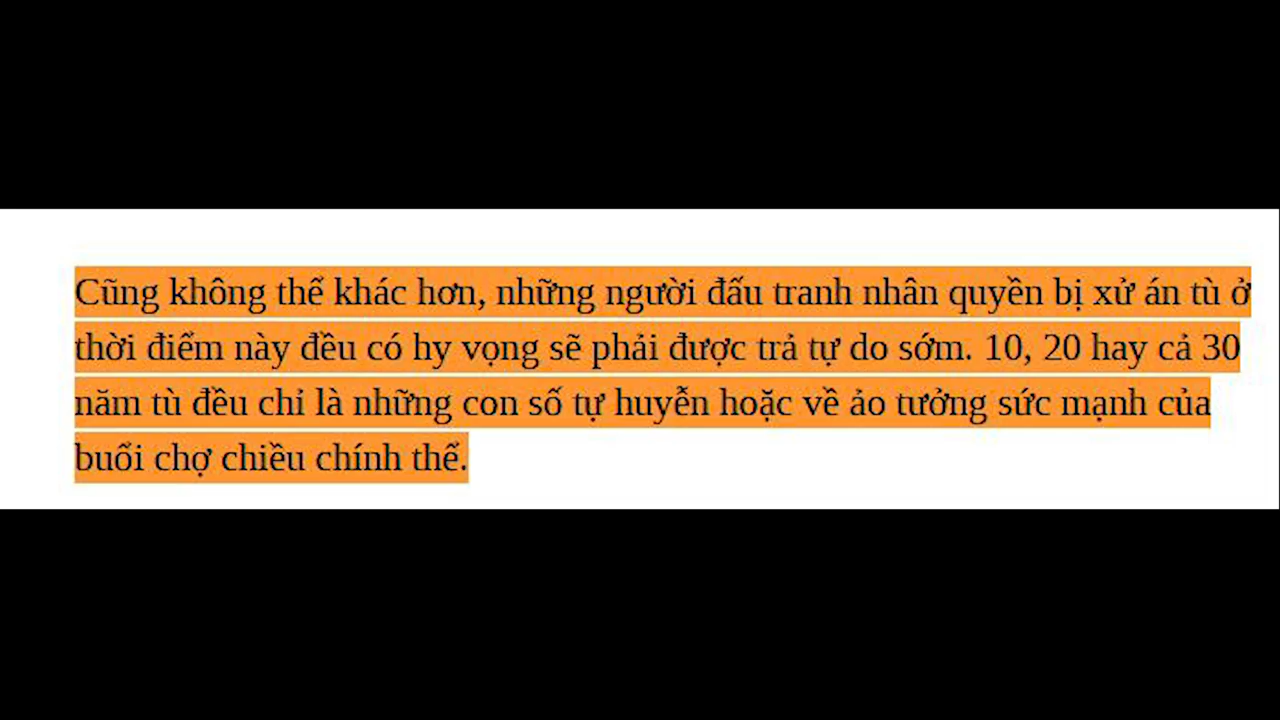 Cũng không thể khác hơn, những người đấu tranh nhân quyền bị xử án tù ở
thời điểm này đều có hy vọng sẽ phải được trả tự do sớm. 10, 20 hay cả 30
năm tù đều chỉ là những con số tự huyễn hoặc về ảo tưởng sức mạnh của
buổi chợ chiều chính thể.